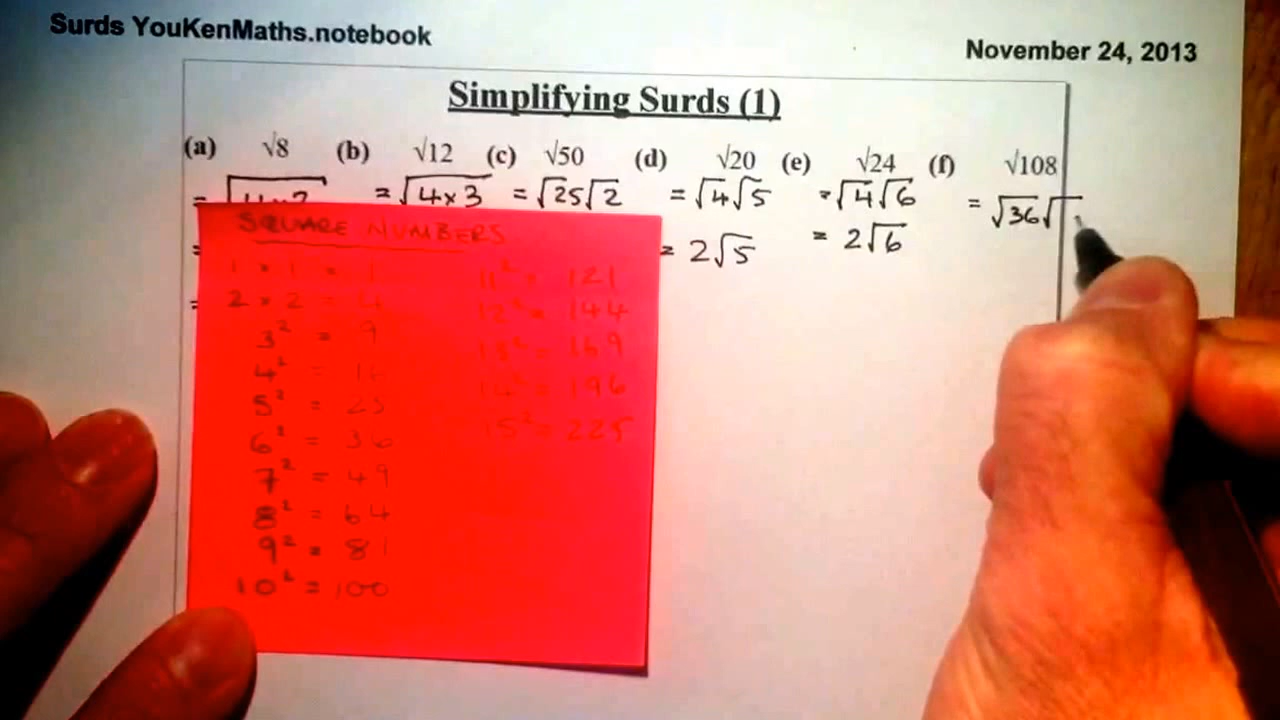 Surds YouKenMaths.notebook
November 24, 2013
Simplifying Surds (1)
(a) √8 (b) √12 (c) √50 (d) √20 (e) √24 (f) √108
= √4×2 = √4×3 = √25√2 = √4√5 = √4√6 = √36√
= = 2√5 = 2√6
=
SQUARE NUMBERS
1 × 1 = 1
2 × 2 = 4
3² = 9
4² = 16
5² = 25
6² = 36
7² = 49
8² = 64
9² = 81
10² = 100
11² = 121
12² = 144
13² = 169
14² = 196
15² = 225